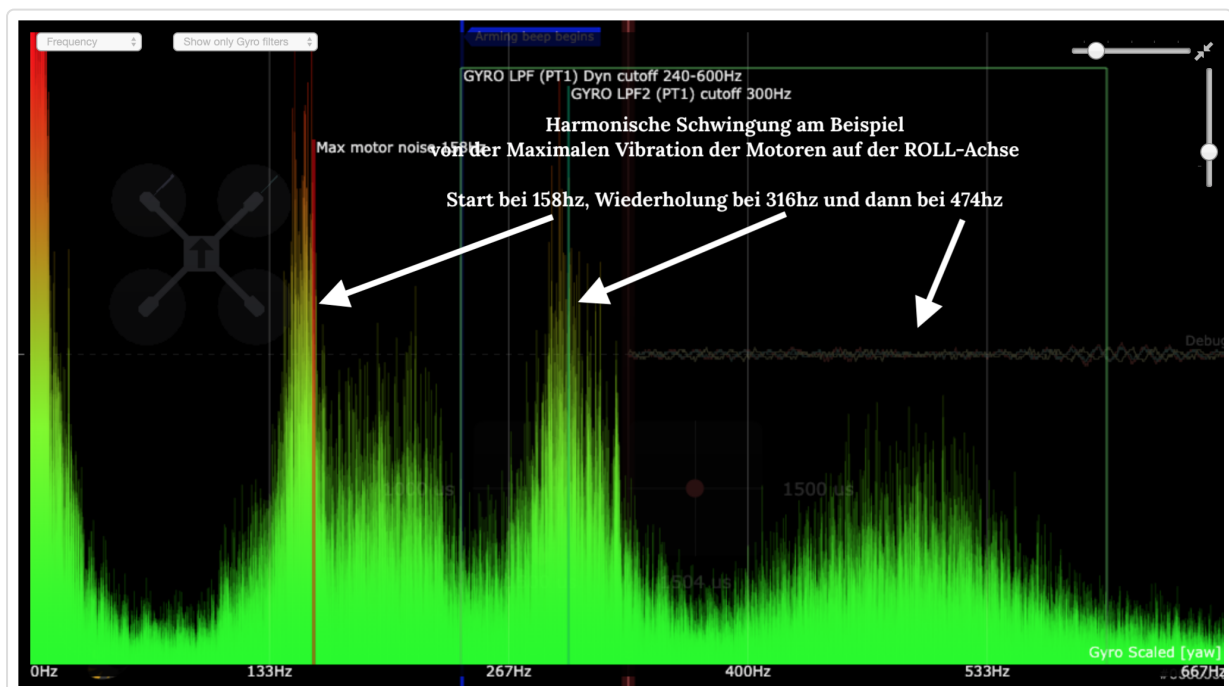 Frequency
Show only Gyro filters
Arming beep begins
GYRO LPF (PT1) Dyn cutoff 240-600Hz
GYRO LPF2 (PT1) cutoff 300Hz
Harmonische Schwingung am Beispiel
Max motor noise 158Hz
von der Maximalen Vibration der Motoren auf der ROLL-Achse
Start bei 158hz, Wiederholung bei 316hz und dann bei 474hz
Debug
1500 us
1504 us
Gyro Scaled [yaw]
0Hz
133Hz
267Hz
400Hz
533Hz
667Hz